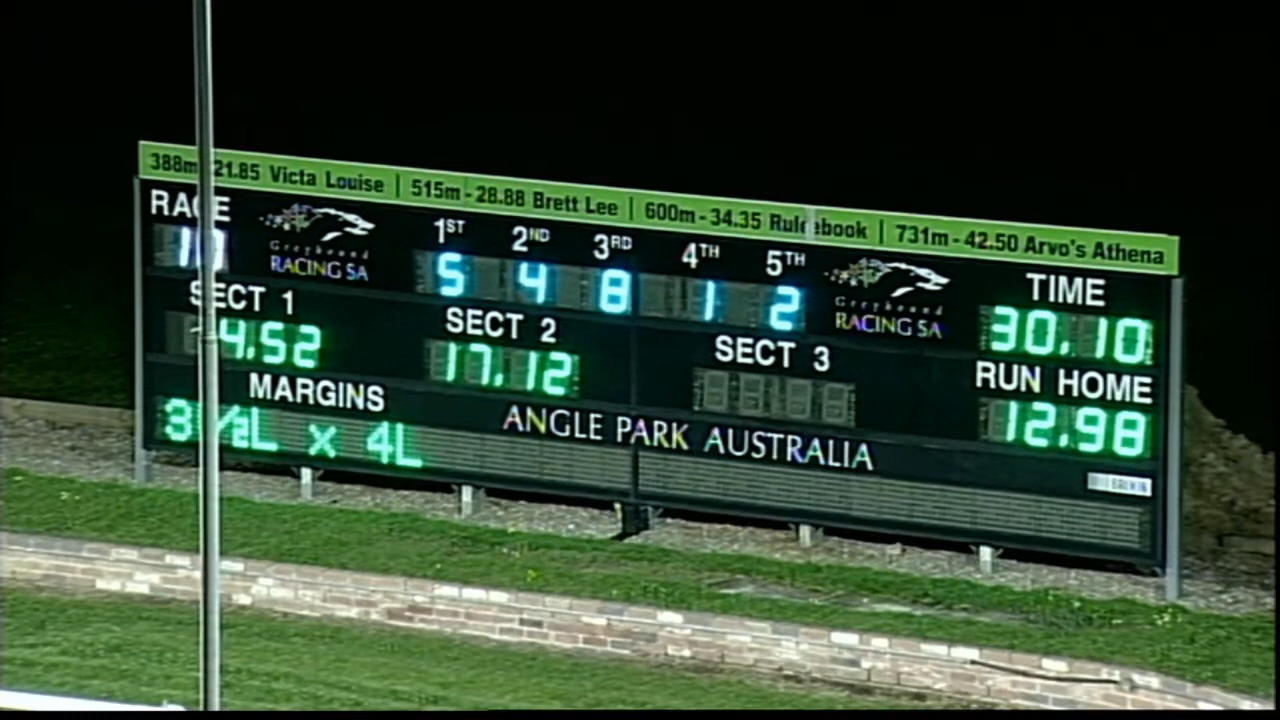 388m 21.85 Victa Louise | 515m - 28.88 Brett Lee | 600m - 34.35 Rulebook | 731m - 42.50 Arvo's Athena
RACE 1ST 2ND 3RD 4TH 5TH TIME
Greyhound RACING SA 5 4 8 1 2 Greyhound RACING SA 30.10
SECT 1 SECT 2 SECT 3 RUN HOME
4.52 17.12 12.98
MARGINS ANGLE PARK AUSTRALIA
3 ½L x 4L